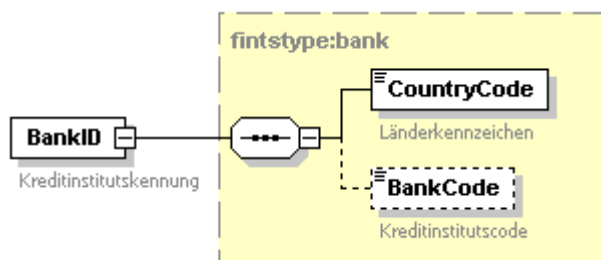 fintstype:bank
CountryCode
Länderkennzeichen
BankID
Kreditinstitutskennung
BankCode
Kreditinstitutscode